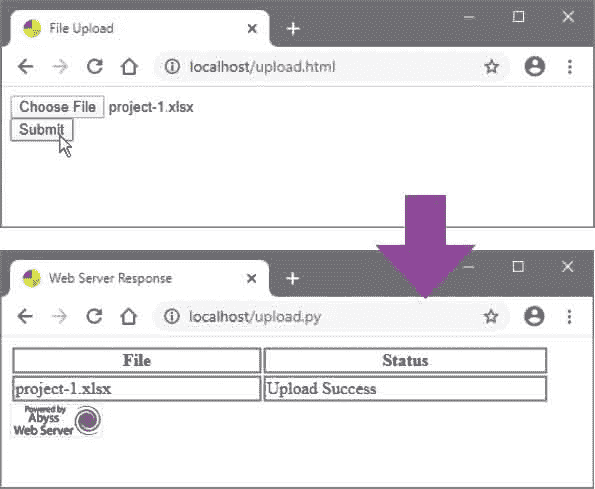 File Upload
localhost/upload.html
Choose File project-1.xlsx
Submit
Web Server Response
localhost/upload.py
File Status
project-1.xlsx Upload Success
Powered by
Abyss
Web Server